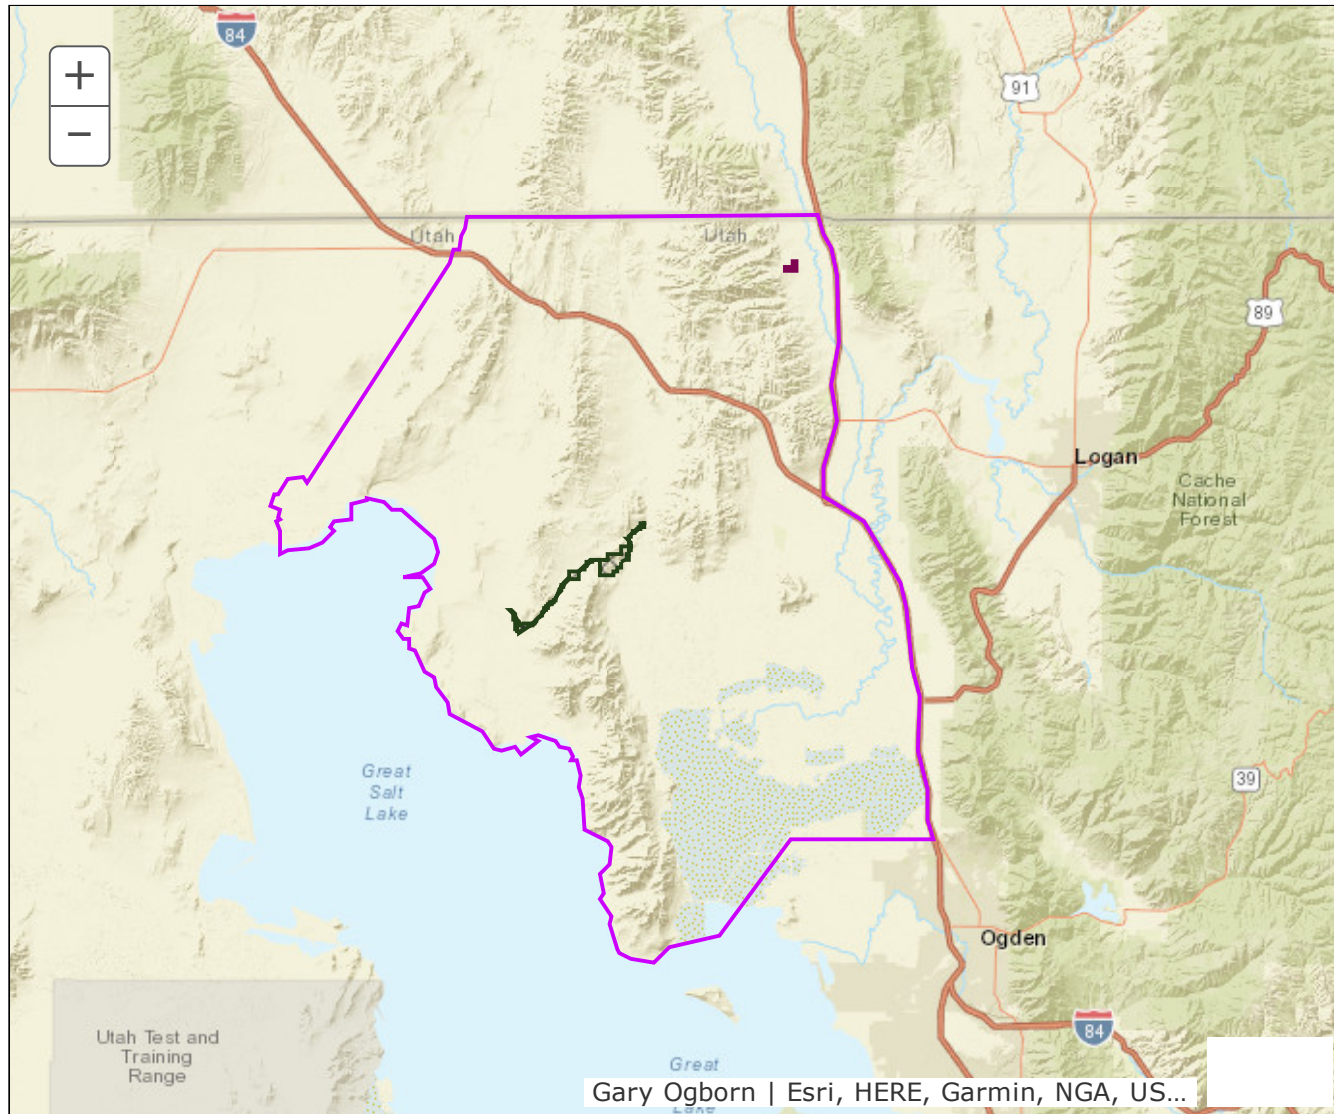 84
+
−
91
Utah
Utah
89
Logan
Cache
National
Forest
Great
Salt
Lake
39
Ogden
84
Utah Test and
Training
Range
Great
Lake
Gary Ogborn | Esri, HERE, Garmin, NGA, US...